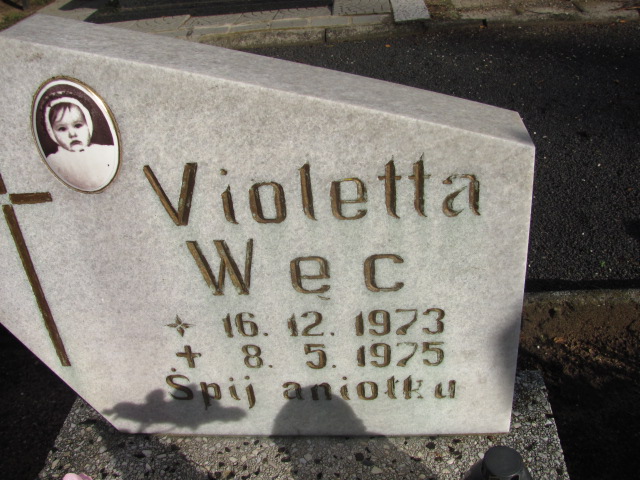 Violetta
Węc
16. 12. 1973
8. 5. 1975
Śpij aniołku